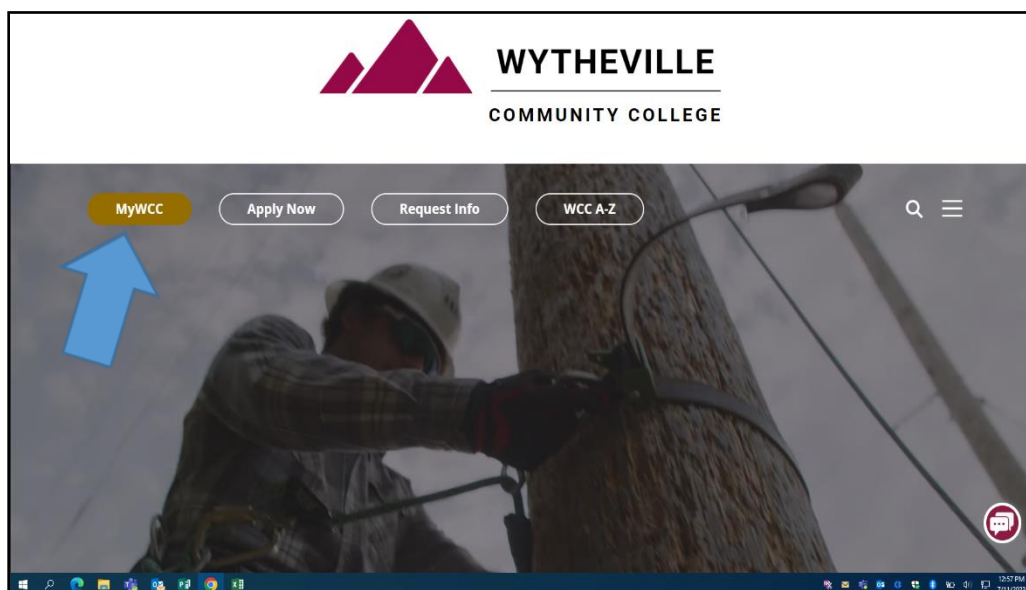 WYTHEVILLE
COMMUNITY COLLEGE
MyWCC Apply Now Request Info WCC A-Z
12:57 PM